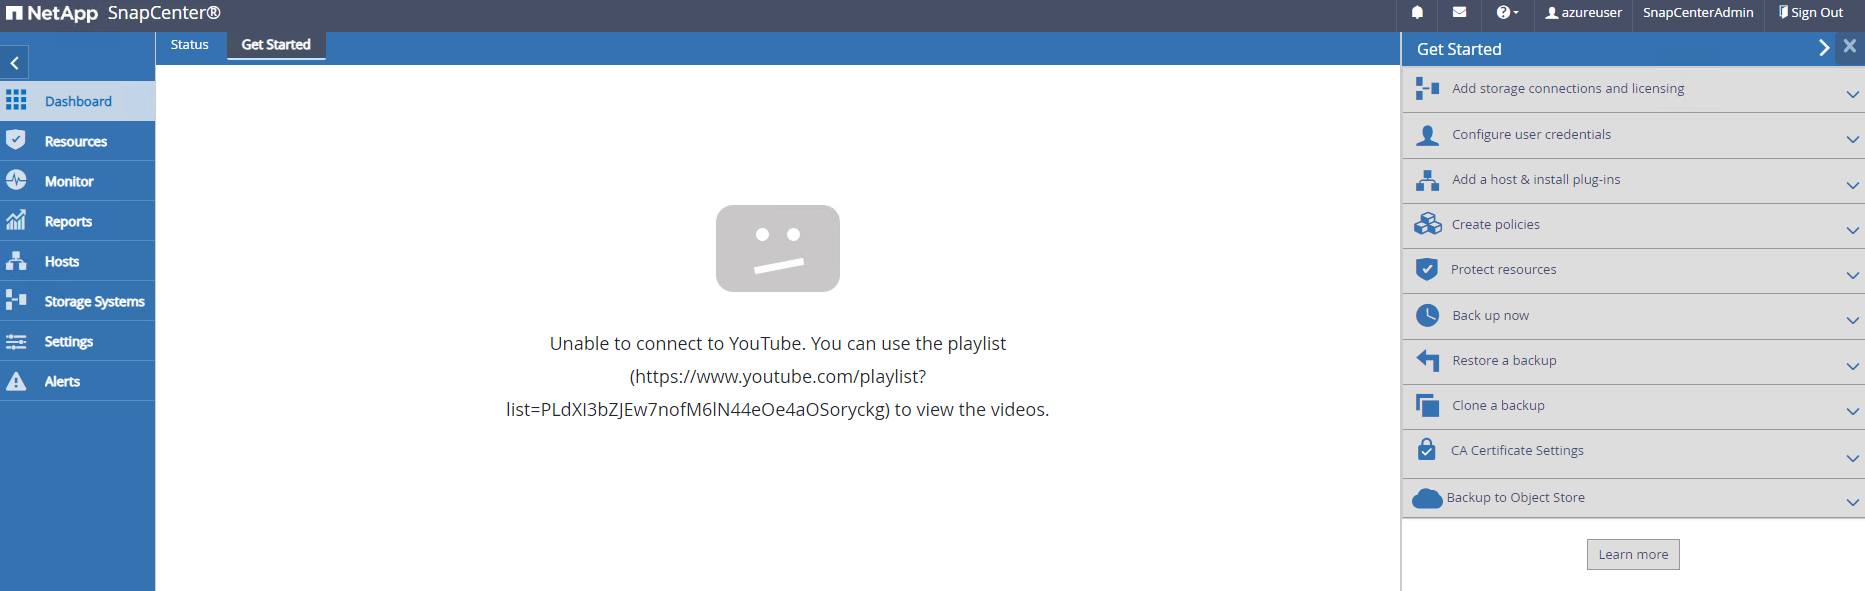 NetApp SnapCenter®
azureuser
SnapCenterAdmin
Sign Out
Status
Get Started
Dashboard
Resources
Monitor
Reports
Hosts
Storage Systems
Settings
Alerts
Unable to connect to YouTube. You can use the playlist
(https://www.youtube.com/playlist?
list=PLdXI3bZJEw7nofM6lN44eOe4aOSoryckg) to view the videos.
Get Started
Add storage connections and licensing
Configure user credentials
Add a host & install plug-ins
Create policies
Protect resources
Back up now
Restore a backup
Clone a backup
CA Certificate Settings
Backup to Object Store
Learn more